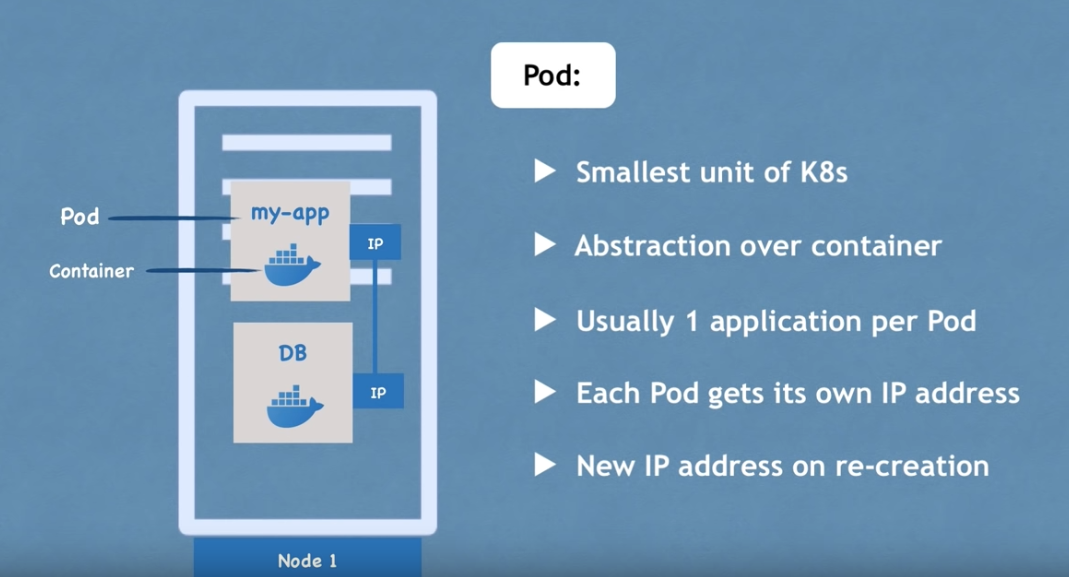 Pod:
Smallest unit of K8s
Abstraction over container
Usually 1 application per Pod
Each Pod gets its own IP address
New IP address on re-creation
Pod
my-app
IP
Container
DB
IP
Node 1